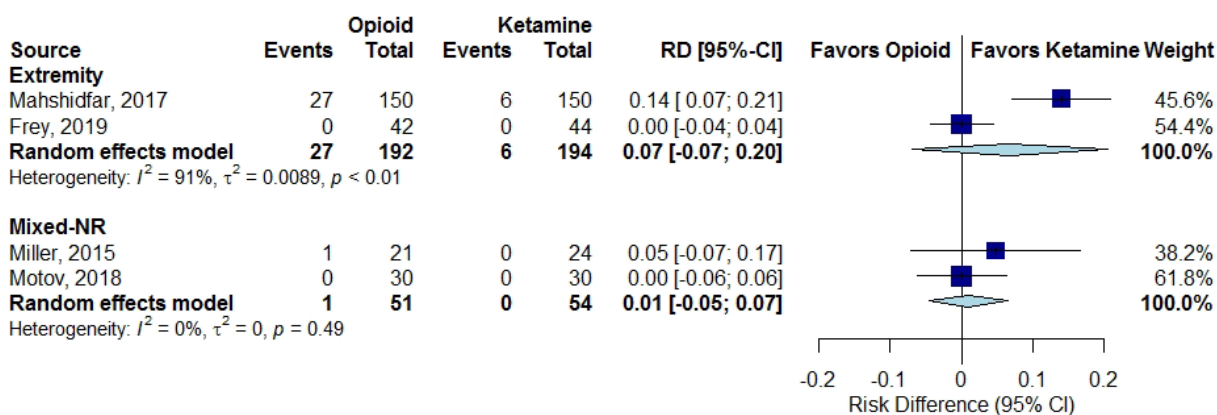 Opioid Ketamine
Source Events Total Events Total RD [95%-CI] Favors Opioid Favors Ketamine Weight
Extremity
Mahshidfar, 2017 27 150 6 150 0.14 [ 0.07; 0.21] 45.6%
Frey, 2019 0 42 0 44 0.00 [-0.04; 0.04] 54.4%
Random effects model 27 192 6 194 0.07 [-0.07; 0.20] 100.0%
Heterogeneity: I² = 91%, τ² = 0.0089, p < 0.01
Mixed-NR
Miller, 2015 1 21 0 24 0.05 [-0.07; 0.17] 38.2%
Motov, 2018 0 30 0 30 0.00 [-0.06; 0.06] 61.8%
Random effects model 1 51 0 54 0.01 [-0.05; 0.07] 100.0%
Heterogeneity: I² = 0%, τ² = 0, p = 0.49
-0.2 -0.1 0 0.1 0.2
Risk Difference (95% CI)